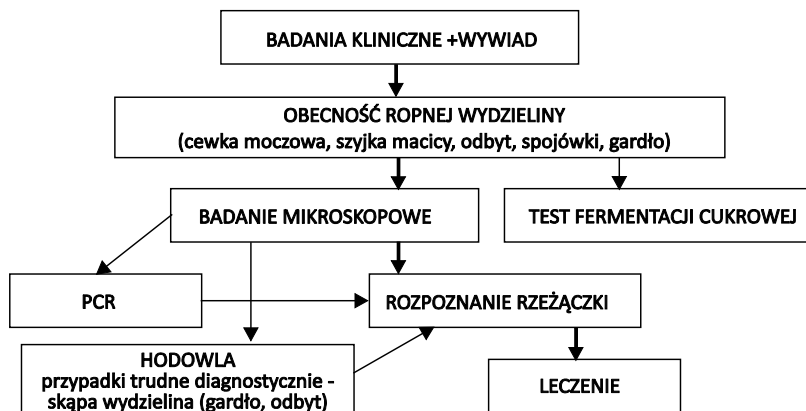 BADANIA KLINICZNE +WYWIAD
OBECNOŚĆ ROPNEJ WYDZIELINY
(cewka moczowa, szyjka macicy, odbyt, spojówki, gardło)
BADANIE MIKROSKOPOWE
TEST FERMENTACJI CUKROWEJ
PCR
ROZPOZNANIE RZEŻĄCZKI
HODOWLA
przypadki trudne diagnostycznie -
skąpa wydzielina (gardło, odbyt)
LECZENIE